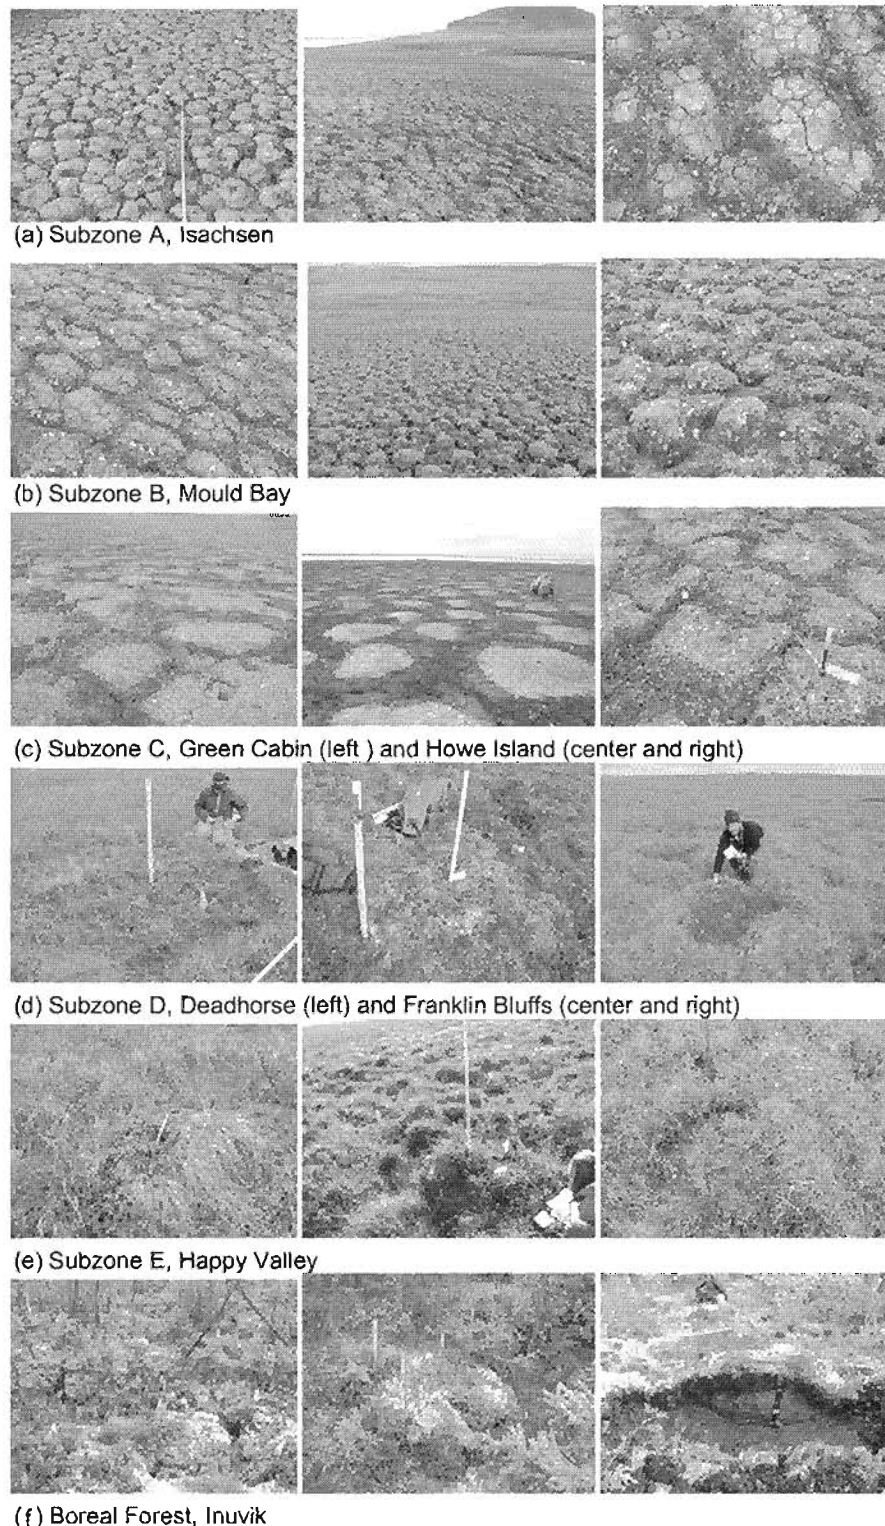 (a) Subzone A, Isachsen
(b) Subzone B, Mould Bay
(c) Subzone C, Green Cabin (left ) and Howe Island (center and right)
(d) Subzone D, Deadhorse (left) and Franklin Bluffs (center and right)
(e) Subzone E, Happy Valley
(f) Boreal Forest, Inuvik